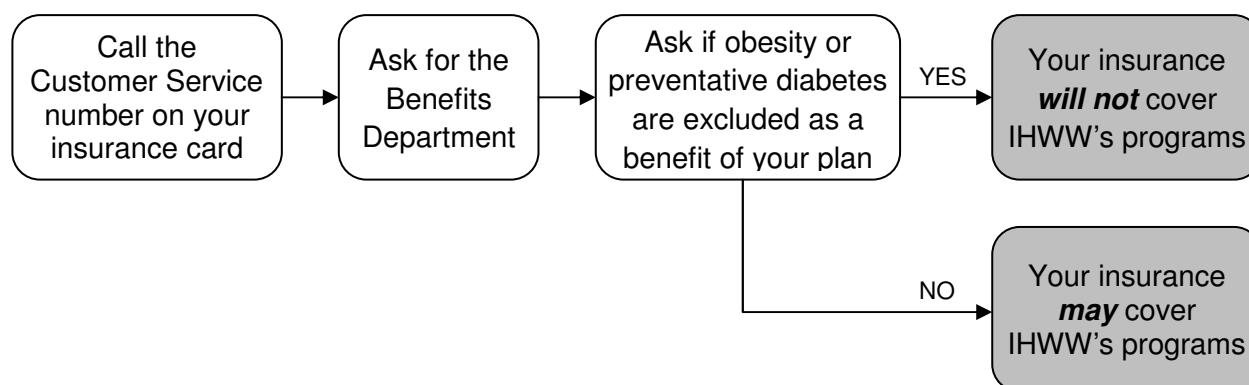 Call the
Customer Service
number on your
insurance card
Ask for the
Benefits
Department
Ask if obesity or
preventative diabetes
are excluded as a
benefit of your plan
YES
Your insurance
will not cover
IHWW's programs
NO
Your insurance
may cover
IHWW's programs